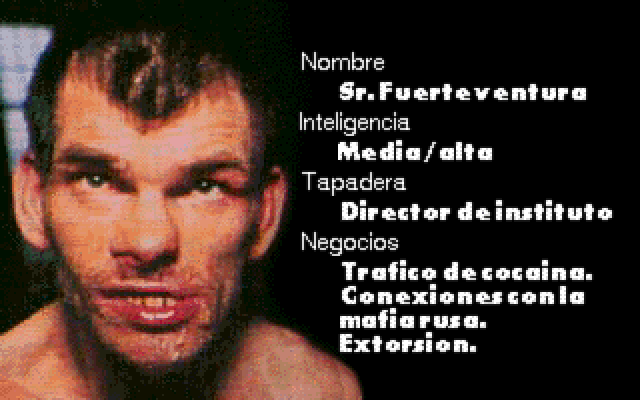 Nombre
Sr. Fuerteventura
Inteligencia
Media/alta
Tapadera
Director de instituto
Negocios
Trafico de cocaina.
Conexiones con la
mafia rusa.
Extorsion.